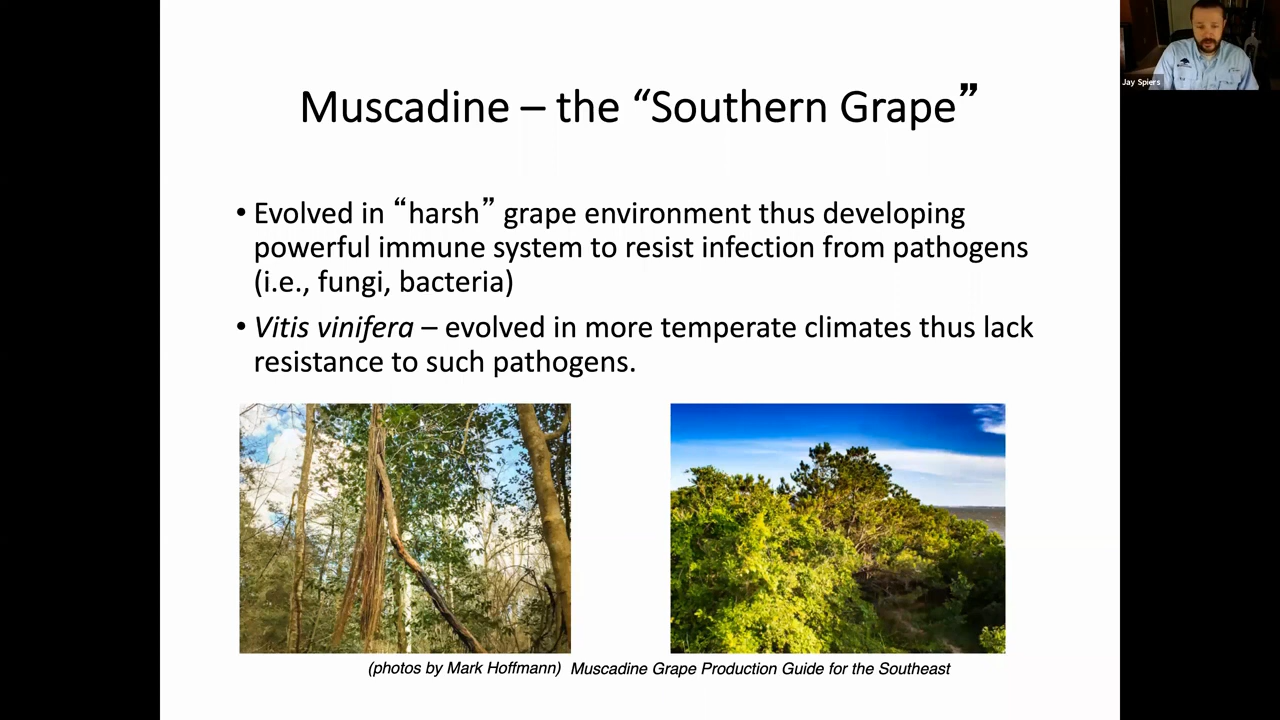 Muscadine – the “Southern Grape”
Jay Spiers
• Evolved in “harsh” grape environment thus developing
powerful immune system to resist infection from pathogens
(i.e., fungi, bacteria)
• Vitis vinifera – evolved in more temperate climates thus lack
resistance to such pathogens.
(photos by Mark Hoffmann) Muscadine Grape Production Guide for the Southeast